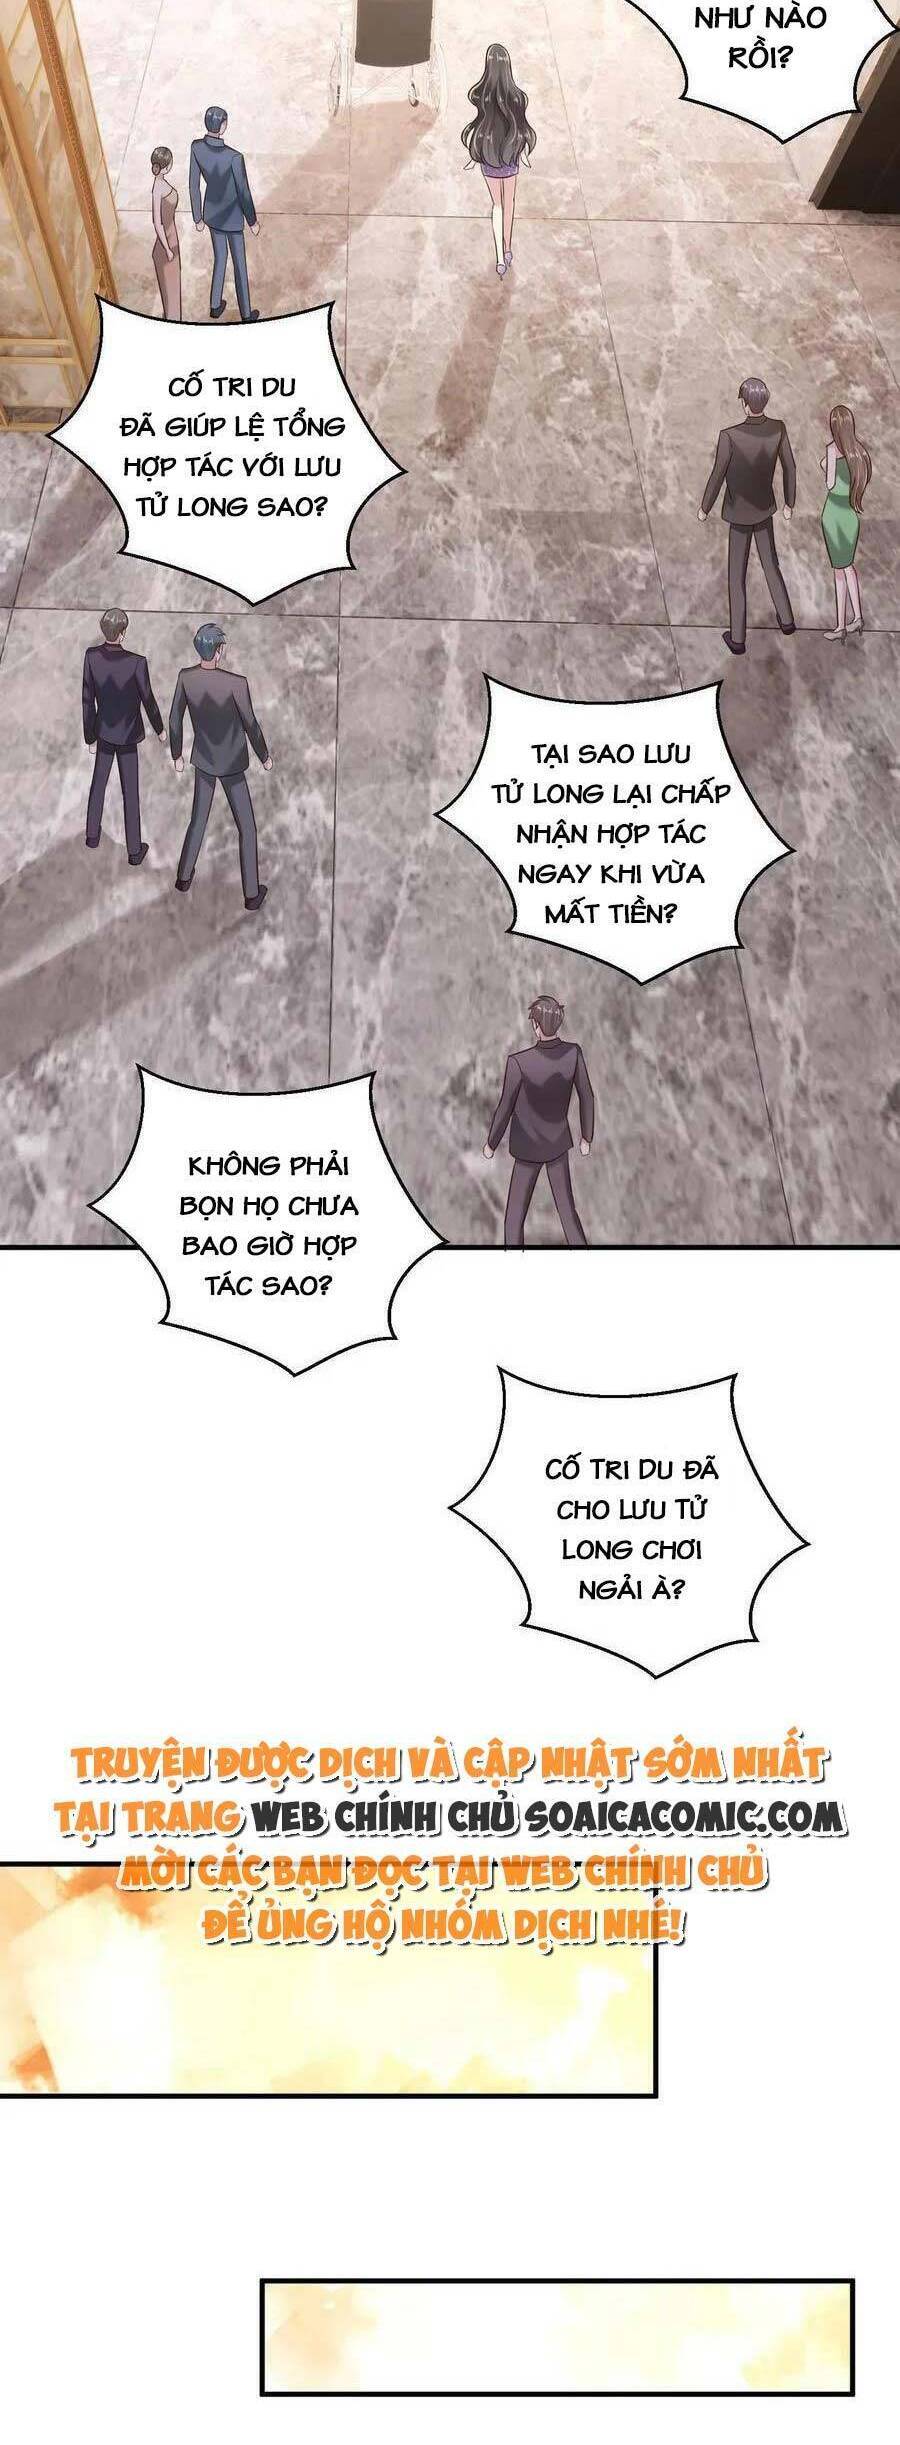 NHƯ NÀO
RỒI?
CỐ TRI DU
ĐÃ GIÚP LỆ TỔNG
HỢP TÁC VỚI LƯU
TỬ LONG SAO?
TẠI SAO LƯU
TỬ LONG LẠI CHẤP
NHẬN HỢP TÁC
NGAY KHI VỪA
MẤT TIỀN?
KHÔNG PHẢI
BỌN HỌ CHƯA
BAO GIỜ HỢP
TÁC SAO?
CỐ TRI DU ĐÃ
CHO LƯU TỬ
LONG CHƠI
NGẢI À?
TRUYỆN ĐƯỢC DỊCH VÀ CẬP NHẬT SỚM NHẤT
TẠI TRANG WEB CHÍNH CHỦ SOAICACOMIC.COM
MỜI CÁC BẠN ĐỌC TẠI WEB CHÍNH CHỦ
ĐỂ ỦNG HỘ NHÓM DỊCH NHÉ!